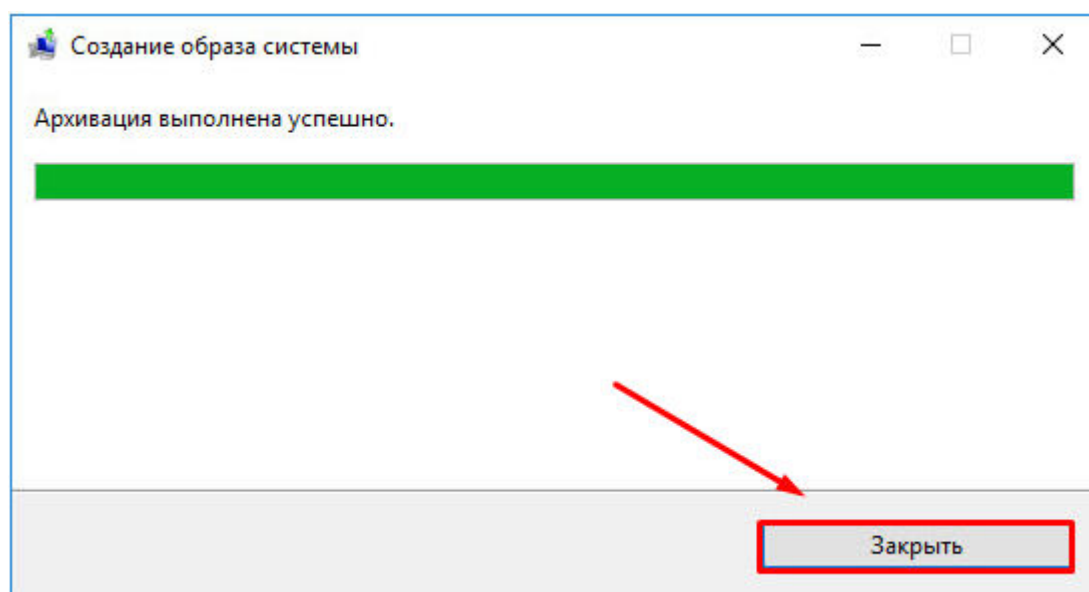 Создание образа системы
Архивация выполнена успешно.
Закрыть